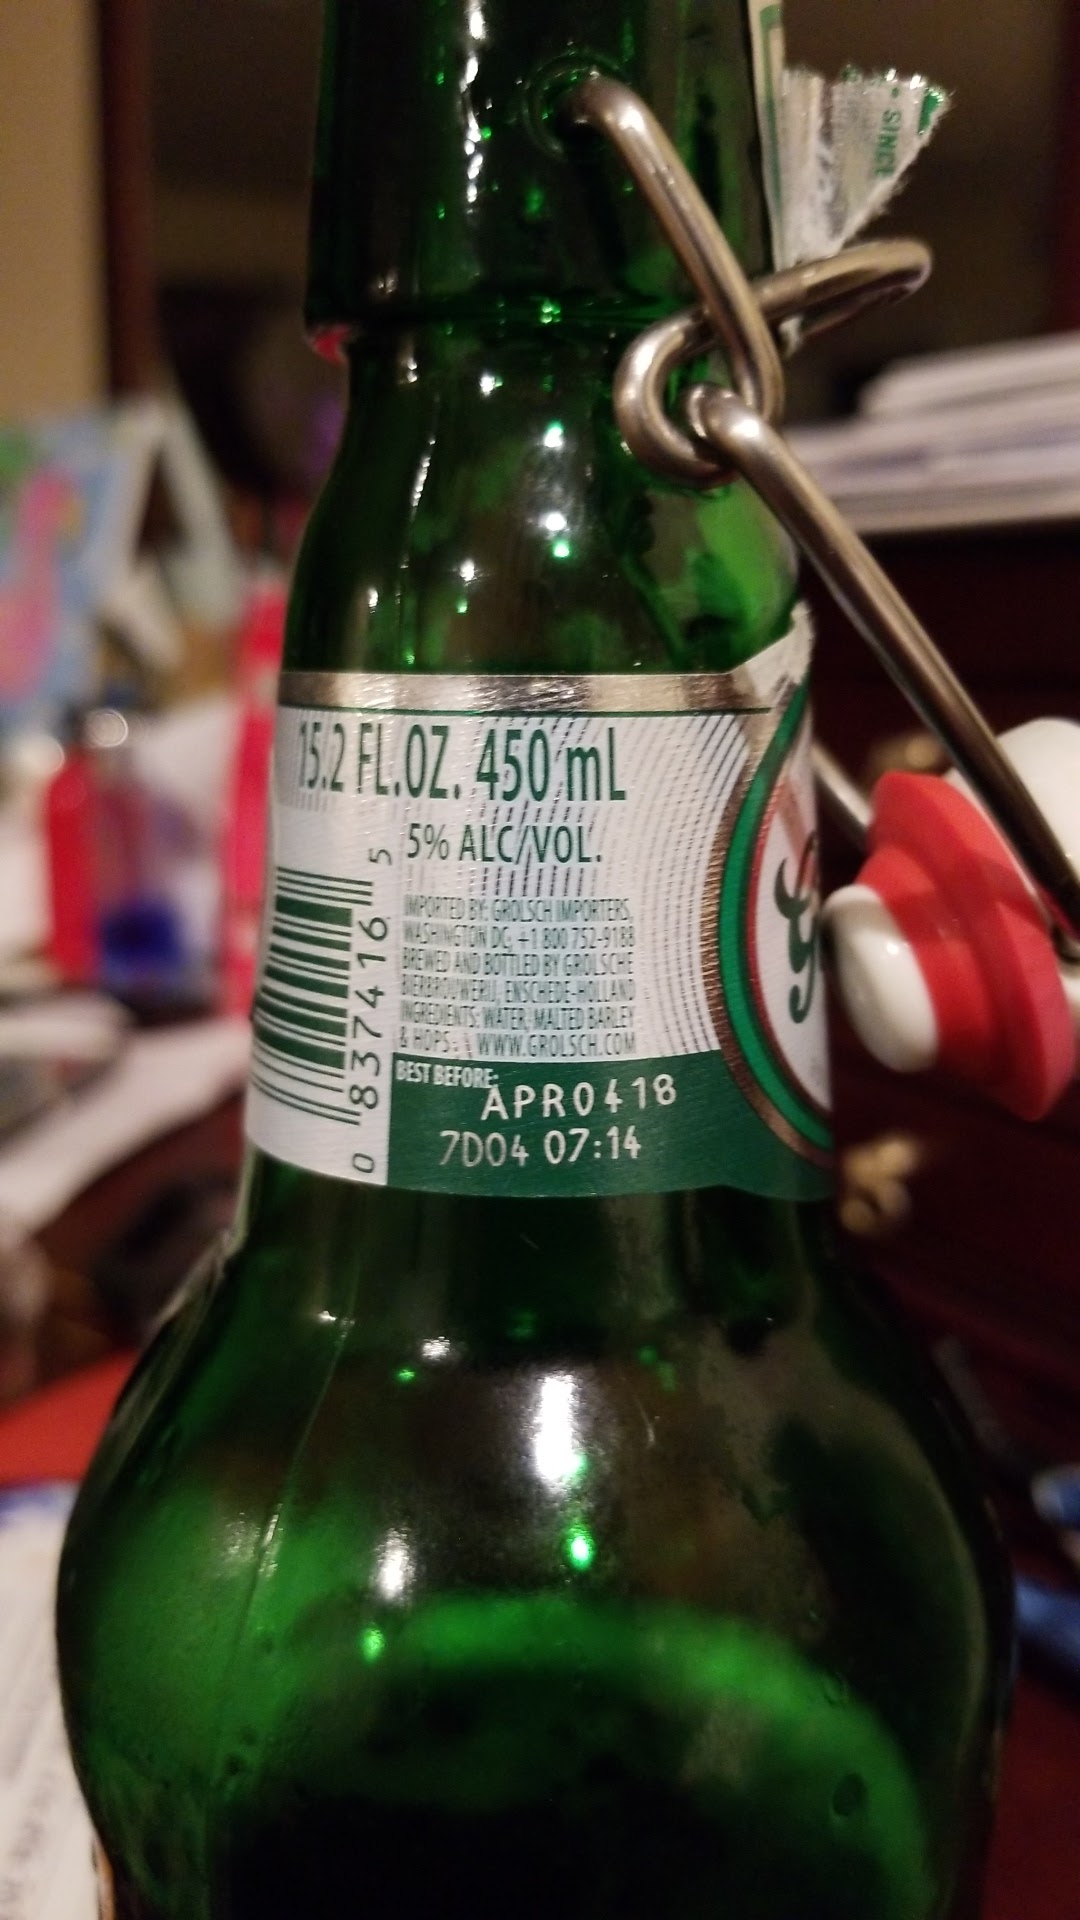 SINCE
15.2 FL.OZ. 450 mL
5% ALC/VOL.
IMPORTED BY: GROLSCH IMPORTERS,
WASHINGTON DC, +1 800 752-9188
BREWED AND BOTTLED BY GROLSCHE
BIERBROUWERIJ, ENSCHEDE-HOLLAND
INGREDIENTS: WATER, MALTED BARLEY
& HOPS: WWW.GROLSCH.COM
BEST BEFORE:
APR0418
7D04 07:14
0 837416 5
G